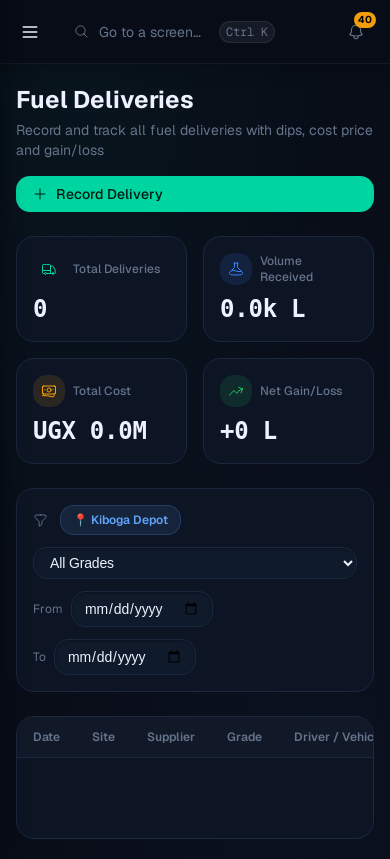 Go to a screen... Ctrl K 40
Fuel Deliveries
Record and track all fuel deliveries with dips, cost price
and gain/loss
Record Delivery
Total Deliveries
0
Volume
Received
0.0k L
Total Cost
UGX 0.0M
Net Gain/Loss
+0 L
📍 Kiboga Depot
All Grades
From mm/dd/yyyy
To mm/dd/yyyy
Date Site Supplier Grade Driver / Vehic